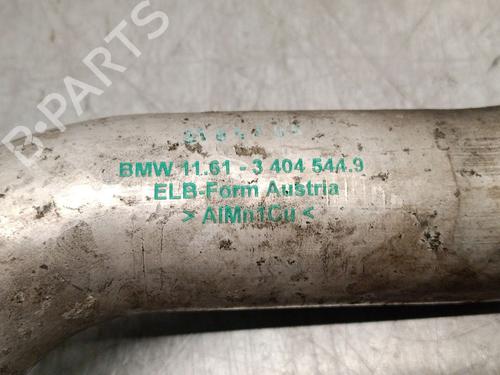 BMW 11.61 - 3 404 544.9
ELB-Form Austria
> AlMn1Cu <
B-PARTS